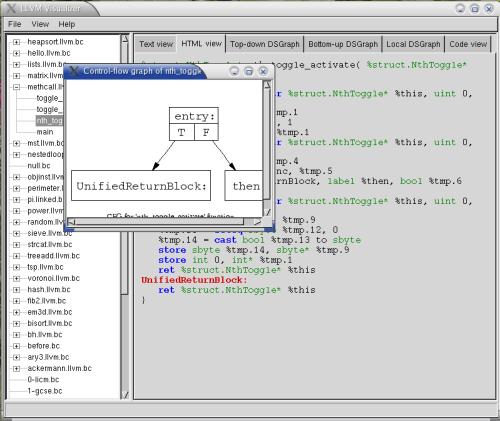 LLVM Visualizer
File View Help
heapsort.llvm.bc
hello.llvm.bc
lists.llvm.bc
matrix.llvm.bc
methcall.llvm.bc
toggle_
toggle_
nth_togg
main
mst.llvm.bc
nestedloop
null.bc
objinst.llvm.bc
perimeter.l
pi.linked.b
power.llvm
random.ll
sieve.llvm.bc
strcat.llvm.bc
treeadd.llvm.bc
tsp.llvm.bc
voronoi.llvm.bc
hash.llvm.bc
fib2.llvm.bc
em3d.llvm.bc
bisort.llvm.bc
bh.llvm.bc
before.bc
ary3.llvm.bc
ackermann.llvm.bc
0-licm.bc
1-gcse.bc
Text view HTML view Top-down DSGraph Bottom-up DSGraph Local DSGraph Code view
toggle_activate( %struct.NthToggle*
r %struct.NthToggle* %this, uint 0,
tmp.1
, 1
%tmp.1
r %struct.NthToggle* %this, uint 0,
tmp.4
nc, %tmp.5
rnBlock, label %then, bool %tmp.6
r %struct.NthToggle* %this, uint 0,
%tmp.9
%tmp.12, 0
%tmp.14 = cast bool %tmp.13 to sbyte
store sbyte %tmp.14, sbyte* %tmp.9
store int 0, int* %tmp.1
ret %struct.NthToggle* %this
UnifiedReturnBlock:
ret %struct.NthToggle* %this
}
Control-flow graph of nth_toggle
entry:
T F
UnifiedReturnBlock:
then